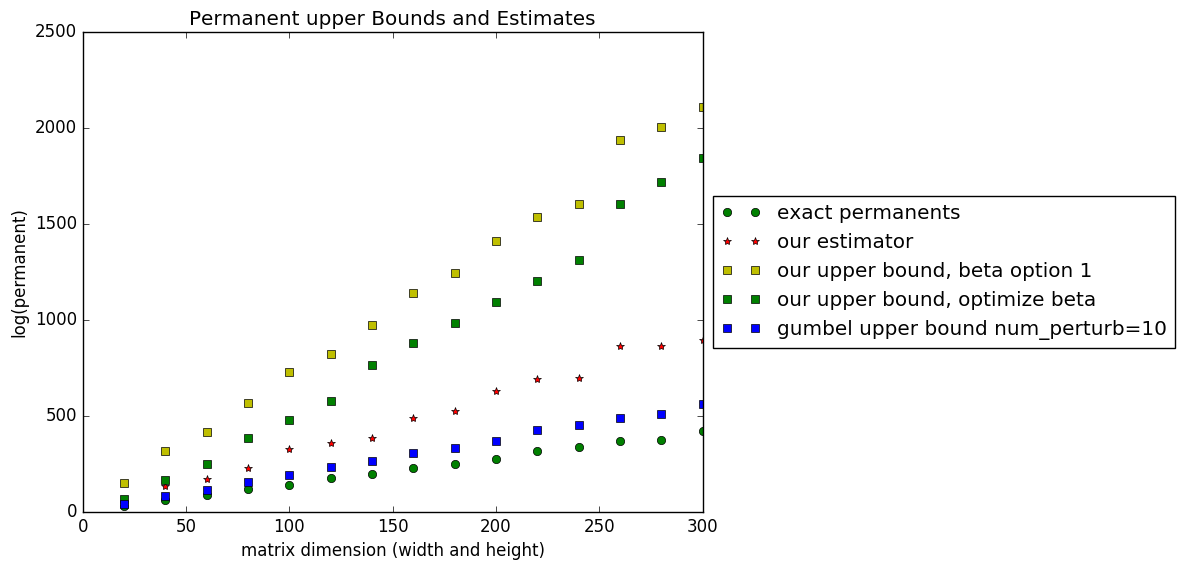 Permanent upper Bounds and Estimates
2500
2000
1500
1000
500
0
log(permanent)
0 50 100 150 200 250 300
matrix dimension (width and height)
exact permanents
our estimator
our upper bound, beta option 1
our upper bound, optimize beta
gumbel upper bound num_perturb=10